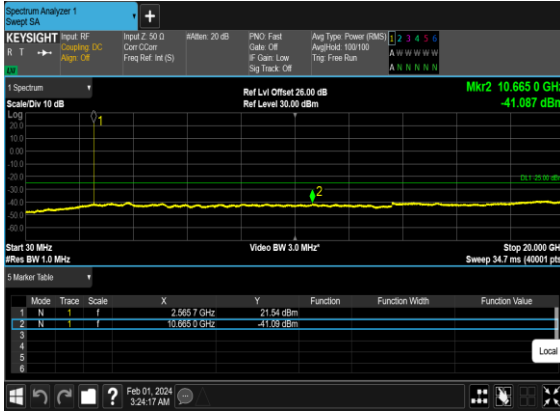 Spectrum Analyzer 1
Swept SA
+
KEYSIGHT
R T
Input: RF
Coupling: DC
Align: Off
Input Z: 50 Ω
Corr CCorr
Freq Ref: Int (S)
#Atten: 20 dB
PNO: Fast
Gate: Off
IF Gain: Low
Sig Track: Off
Avg Type: Power (RMS)
Avg|Hold: 100/100
Trig: Free Run
1 2 3 4 5 6
A W W W W W
A N N N N N
1 Spectrum
Scale/Div 10 dB
Ref Lvl Offset 26.00 dB
Ref Level 30.00 dBm
Mkr2 10.665 0 GHz
-41.087 dBm
Log
20.0
10.0
0.00
-10.0
-20.0
-30.0
-40.0
-50.0
-60.0
1
2
DL1 -25.00 dBm
Start 30 MHz
#Res BW 1.0 MHz
Video BW 3.0 MHz*
Stop 20.000 GH
Sweep 34.7 ms (40001 pts
5 Marker Table
Mode Trace Scale X Y Function Function Width Function Value
1 N 1 f 2.565 7 GHz 21.54 dBm
2 N 1 f 10.665 0 GHz -41.09 dBm
3
4
5
6
Local
?
Feb 01, 2024
3:24:17 AM